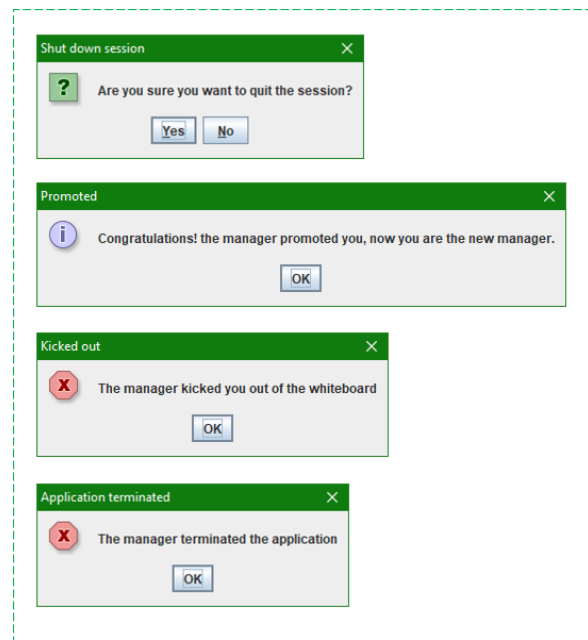 Shut down session
?
Are you sure you want to quit the session?
Yes No
Promoted
i
Congratulations! the manager promoted you, now you are the new manager.
OK
Kicked out
x
The manager kicked you out of the whiteboard
OK
Application terminated
x
The manager terminated the application
OK